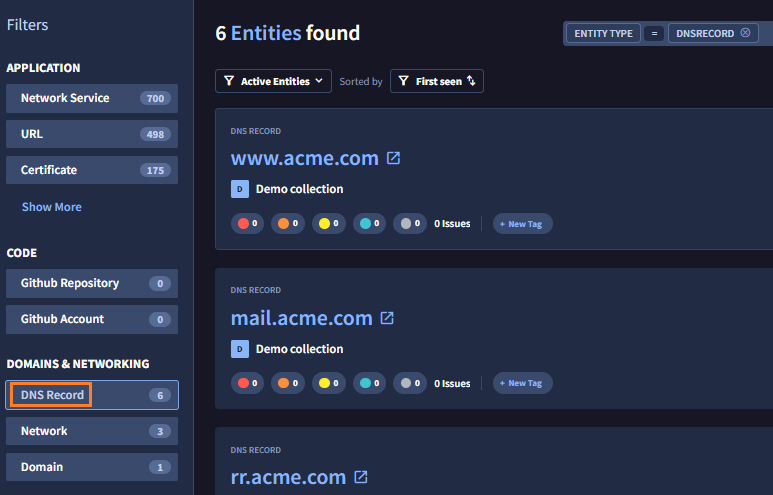 Filters
APPLICATION
Network Service 700
URL 498
Certificate 175
Show More
CODE
Github Repository 0
Github Account 0
DOMAINS & NETWORKING
DNS Record 6
Network 3
Domain 1
6 Entities found
ENTITY TYPE = DNSRECORD
Active Entities Sorted by First seen
DNS RECORD
www.acme.com
D Demo collection
0 0 0 0 0 0 Issues + New Tag
DNS RECORD
mail.acme.com
D Demo collection
0 0 0 0 0 0 Issues + New Tag
DNS RECORD
rr.acme.com